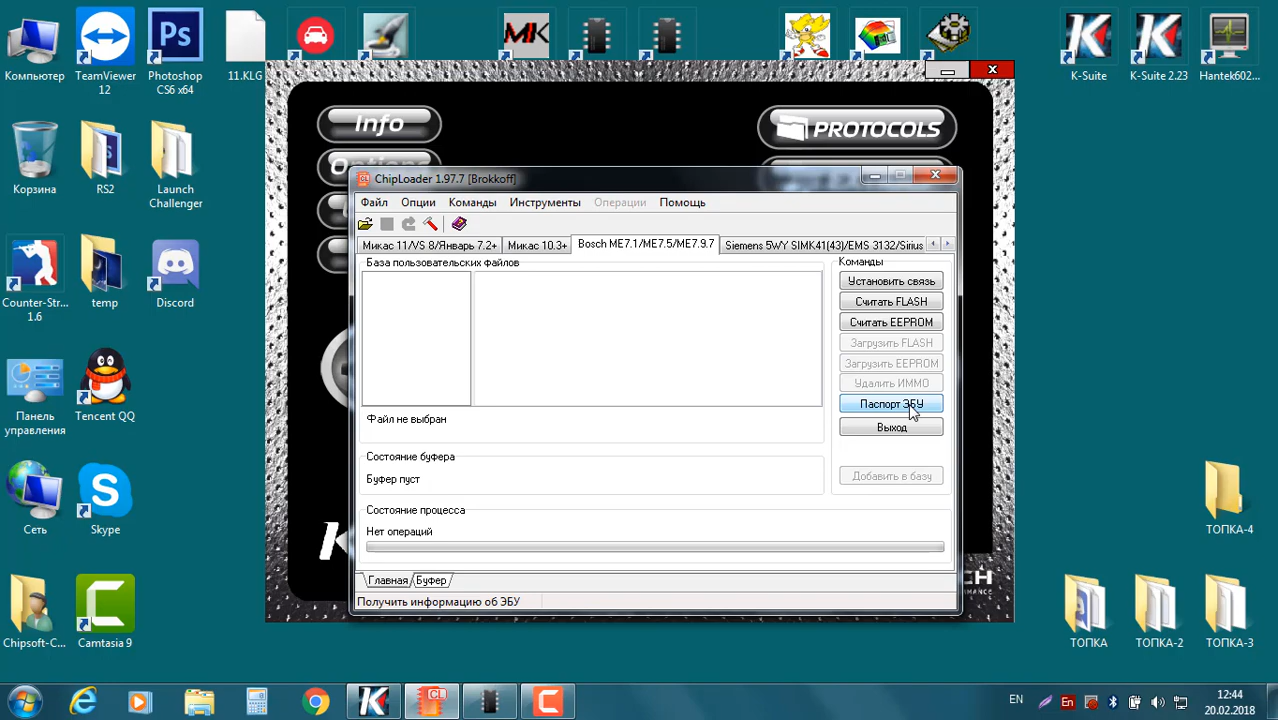 Компьютер
TeamViewer 12
Photoshop CS6 x64
11.KLG
K-Suite
K-Suite 2.23
Hantek602...
Корзина
RS2
Launch Challenger
Counter-Str... 1.6
temp
Discord
Панель управления
Tencent QQ
Сеть
Skype
Chipsoft-C...
Camtasia 9
ТОПКА-4
ТОПКА
ТОПКА-2
ТОПКА-3
Info
PROTOCOLS
ChipLoader 1.97.7 [Brokkoff]
Файл
Опции
Команды
Инструменты
Операции
Помощь
Микас 11/VS 8/Январь 7.2+
Микас 10.3+
Bosch ME7.1/ME7.5/ME7.9.7
Siemens 5WY SIMK41(43)/EMS 3132/Sirius
База пользовательских файлов
Файл не выбран
Состояние буфера
Буфер пуст
Состояние процесса
Нет операций
Команды
Установить связь
Считать FLASH
Считать EEPROM
Загрузить FLASH
Загрузить EEPROM
Удалить ИММО
Паспорт ЭБУ
Выход
Добавить в базу
Главная
Буфер
Получить информацию об ЭБУ
EN
En
12:44
20.02.2018